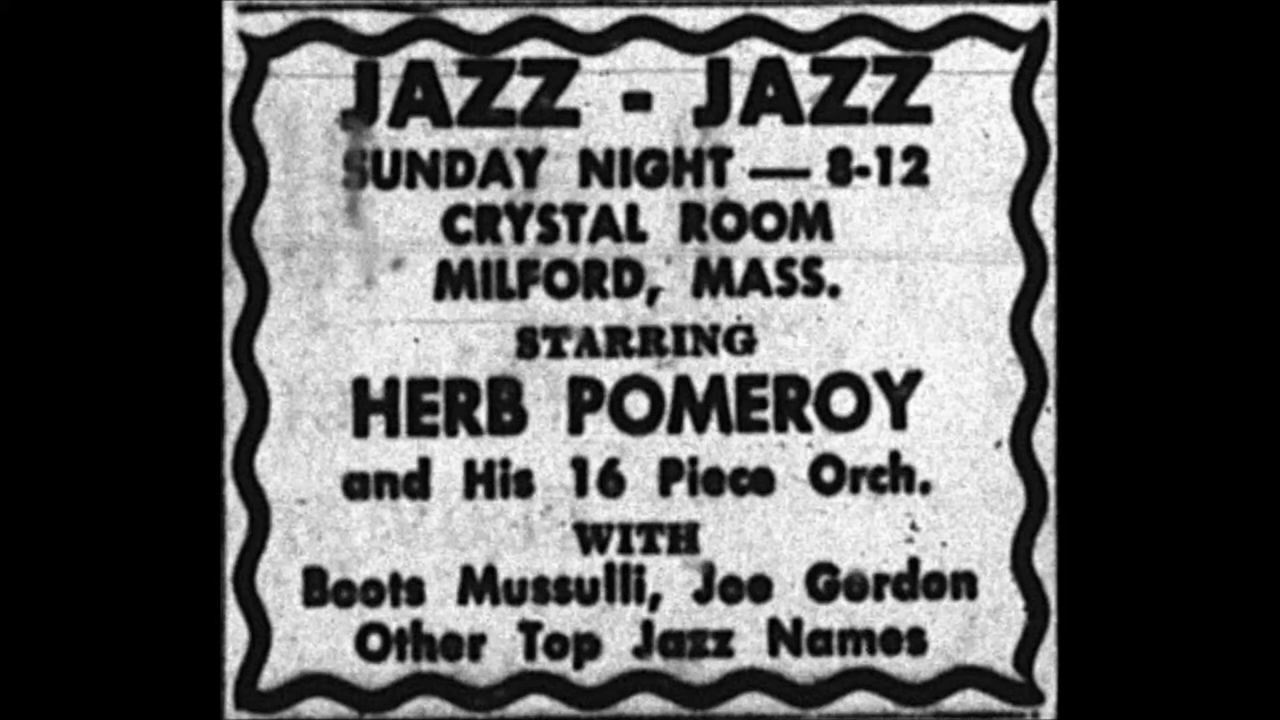 JAZZ - JAZZ
SUNDAY NIGHT — 8-12
CRYSTAL ROOM
MILFORD, MASS.
STARRING
HERB POMEROY
and His 16 Piece Orch.
WITH
Boots Mussulli, Joe Gordon
Other Top Jazz Names